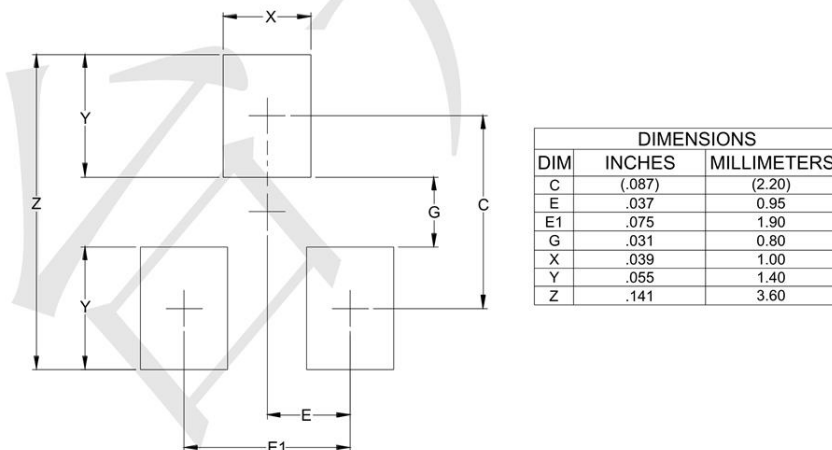 X
Y
Z
G
C
Y
E
E1
DIMENSIONS
DIM INCHES MILLIMETERS
C (.087) (2.20)
E .037 0.95
E1 .075 1.90
G .031 0.80
X .039 1.00
Y .055 1.40
Z .141 3.60